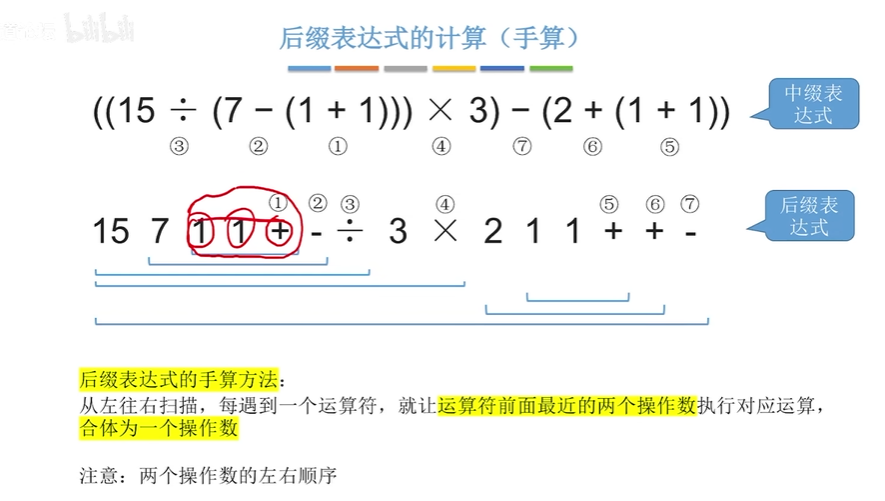 bilibili
后缀表达式的计算（手算）
((15 ÷ (7 − (1 + 1))) × 3) − (2 + (1 + 1))
中缀表
达式
③ ② ① ④ ⑦ ⑥ ⑤
① ② ③ ④ ⑤ ⑥ ⑦
15 7 1 1 + - ÷ 3 × 2 1 1 + + -
后缀表
达式
后缀表达式的手算方法：
从左往右扫描，每遇到一个运算符，就让运算符前面最近的两个操作数执行对应运算，
合体为一个操作数
注意：两个操作数的左右顺序